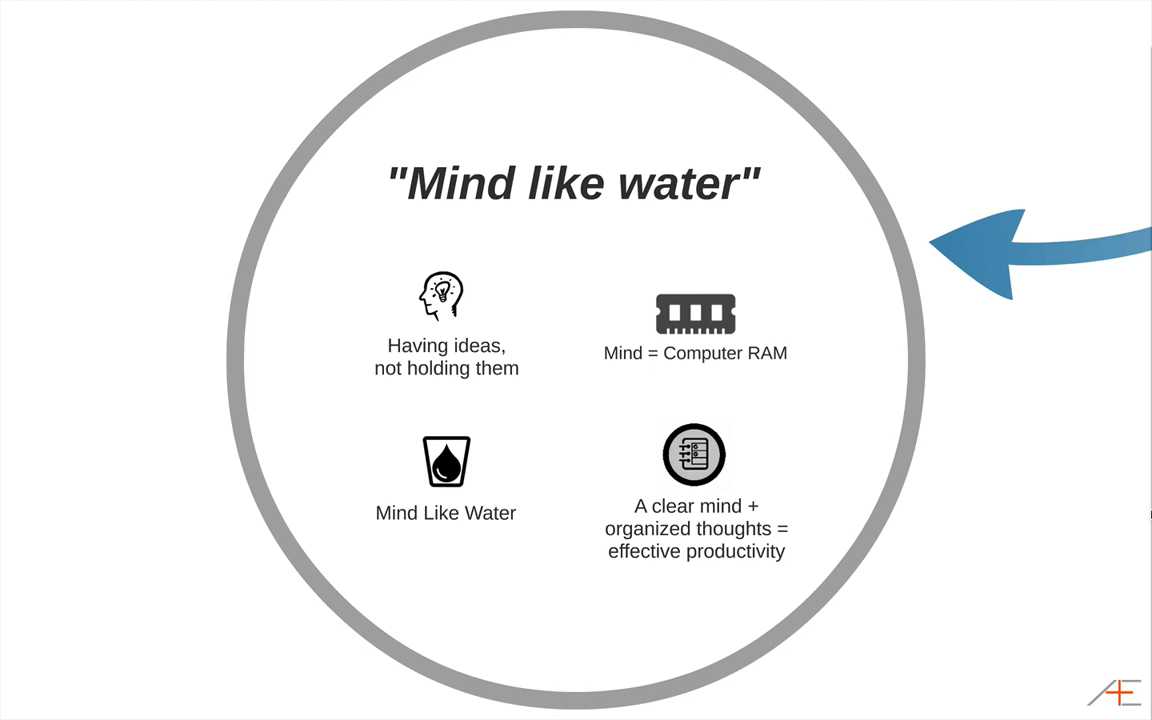 "Mind like water"
Having ideas,
not holding them
Mind = Computer RAM
Mind Like Water
A clear mind +
organized thoughts =
effective productivity
Æ